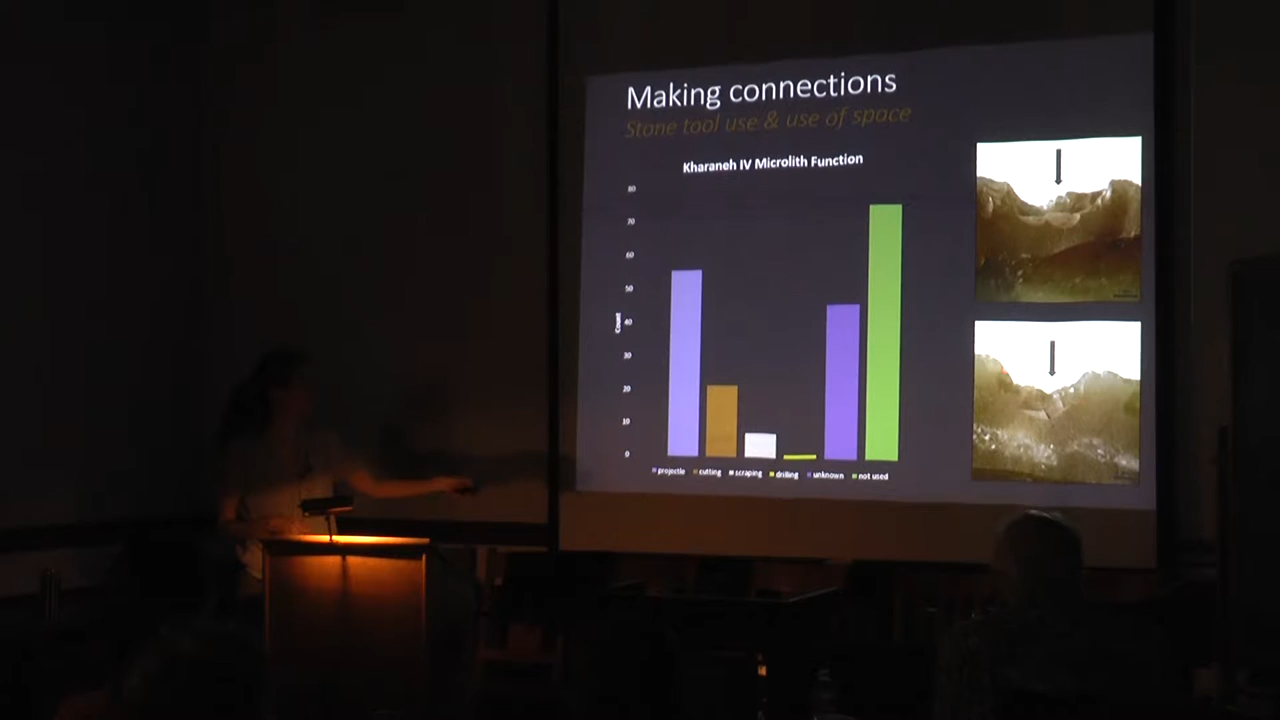 Making connections
Stone tool use & use of space
Kharaneh IV Microlith Function
80
70
60
50
40
30
20
10
0
Count
projectile cutting scraping drilling unknown not used